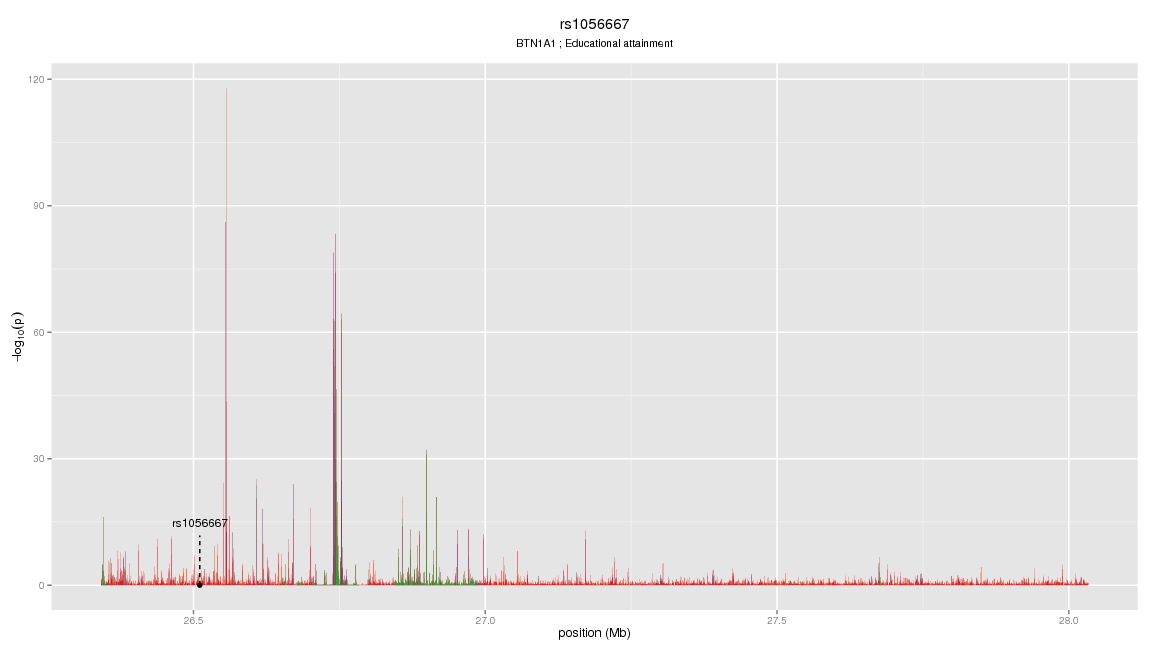 rs1056667
BTN1A1 ; Educational attainment
120
90
60
30
0
−log10(p)
rs1056667
26.5
27.0
27.5
28.0
position (Mb)